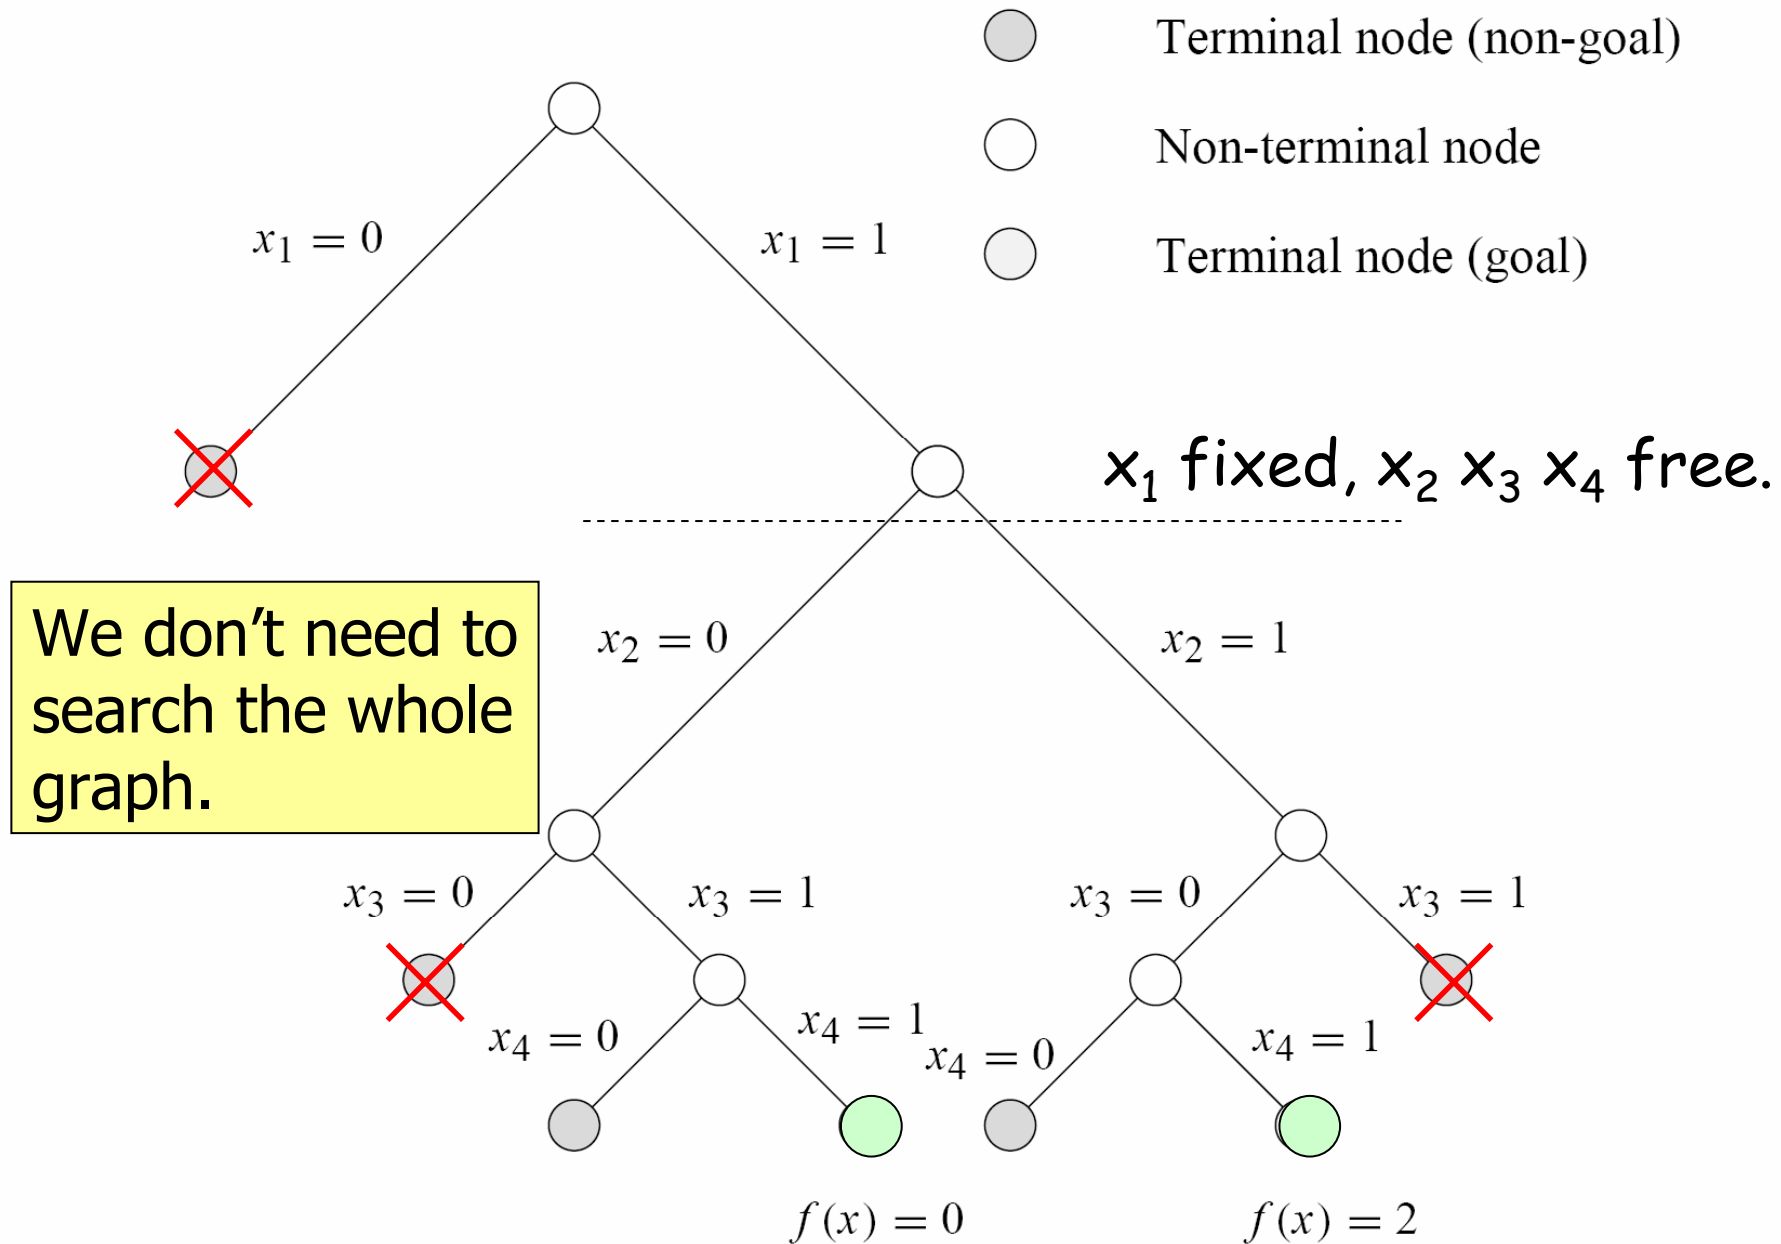 Terminal node (non-goal)
Non-terminal node
x₁ = 0
x₁ = 1
Terminal node (goal)
x₁ fixed, x₂ x₃ x₄ free.
We don’t need to
search the whole
graph.
x₂ = 0
x₂ = 1
x₃ = 0
x₃ = 1
x₃ = 0
x₃ = 1
x₄ = 0
x₄ = 1
x₄ = 0
x₄ = 1
f(x) = 0
f(x) = 2